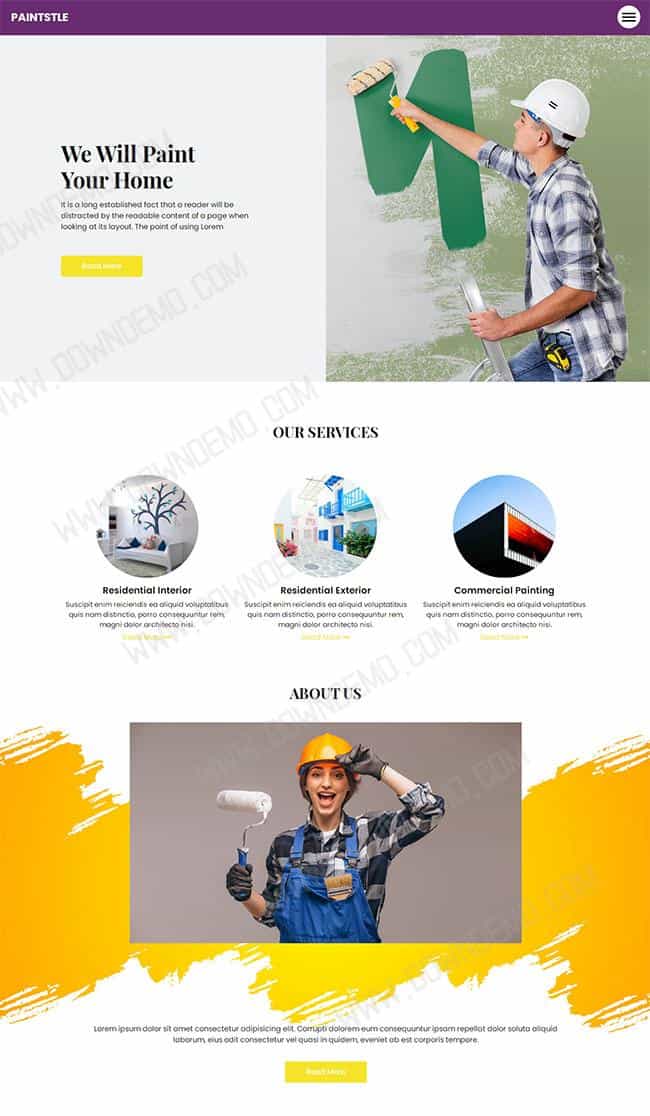 PAINTSTLE
We Will Paint
Your Home
It is a long established fact that a reader will be
distracted by the readable content of a page when
looking at its layout. The point of using Lorem
Read More
OUR SERVICES
Residential Interior
Suscipit enim reiciendis ea aliquid voluptatibus
quis nam distinctio, porro consequuntur rem,
magni dolor architecto nisi.
Read More
Residential Exterior
Suscipit enim reiciendis ea aliquid voluptatibus
quis nam distinctio, porro consequuntur rem,
magni dolor architecto nisi.
Read More
Commercial Painting
Suscipit enim reiciendis ea aliquid voluptatibus
quis nam distinctio, porro consequuntur rem,
magni dolor architecto nisi.
Read More
ABOUT US
Lorem ipsum dolor sit amet consectetur adipisicing elit. Corrupti dolorem eum consequuntur ipsam repellat dolor soluta aliquid
laborum, eius odit consectetur vel quasi in quidem, eveniet ab est corporis tempore.
Read More
WWW.DOWNDEMO.COM